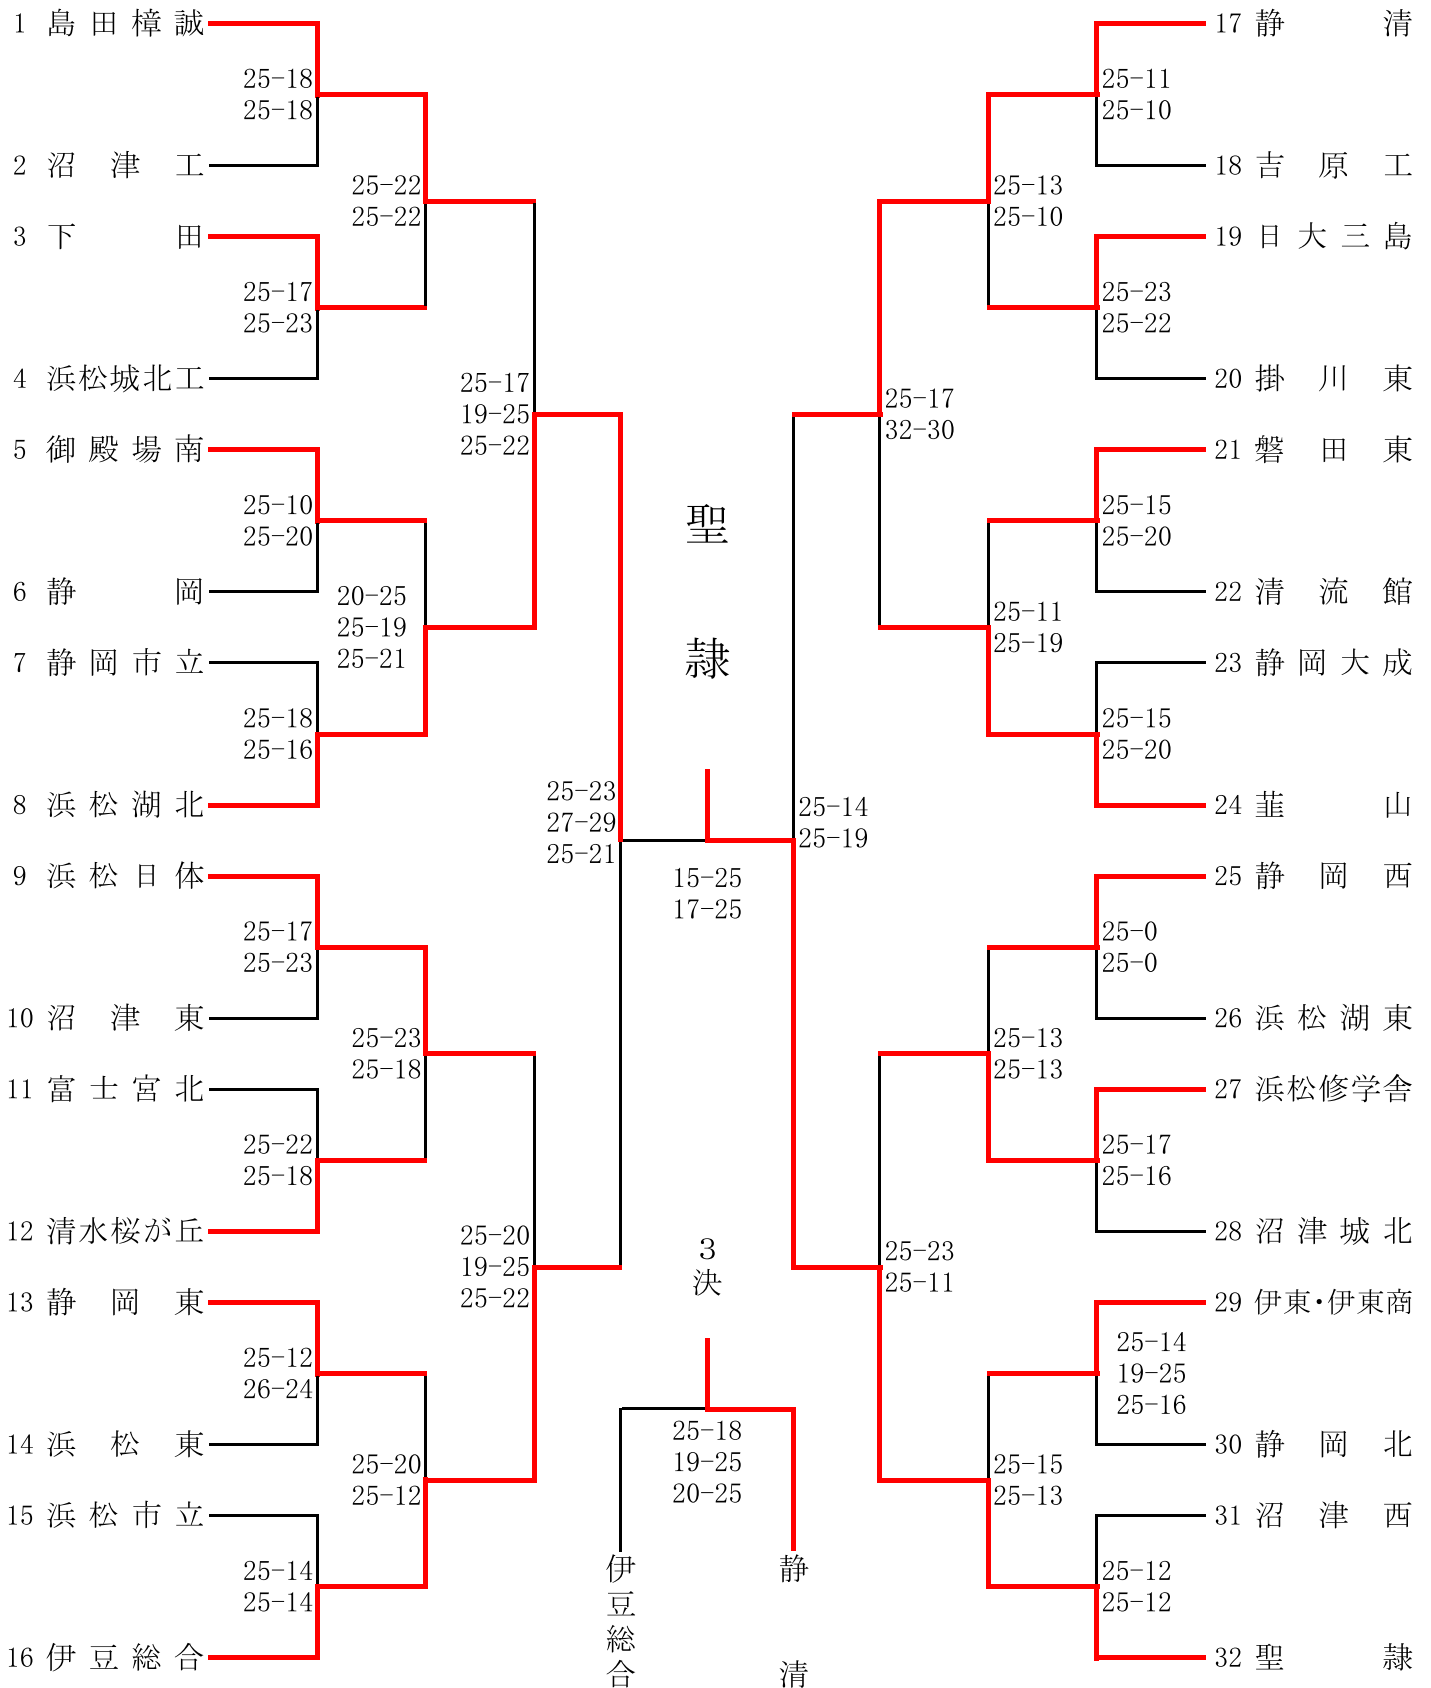 1 島田樟誠
25-18
25-18
2 沼津工
25-22
25-22
3 下田
25-17
25-23
4 浜松城北工
25-17
19-25
25-22
5 御殿場南
25-10
25-20
6 静岡
20-25
25-19
25-21
7 静岡市立
25-18
25-16
8 浜松湖北
25-23
27-29
25-21
9 浜松日体
25-17
25-23
10 沼津東
25-23
25-18
11 富士宮北
25-22
25-18
12 清水桜が丘
25-20
19-25
25-22
13 静岡東
25-12
26-24
14 浜松東
25-20
25-12
15 浜松市立
25-14
25-14
16 伊豆総合
聖隷
15-25
17-25
3決
25-18
19-25
20-25
伊豆総合
静清
17 静清
25-11
25-10
18 吉原工
25-13
25-10
19 日大三島
25-23
25-22
20 掛川東
25-17
32-30
21 磐田東
25-15
25-20
22 清流館
25-11
25-19
23 静岡大成
25-15
25-20
24 韮山
25-14
25-19
25 静岡西
25-0
25-0
26 浜松湖東
25-13
25-13
27 浜松修学舎
25-17
25-16
28 沼津城北
25-23
25-11
29 伊東・伊東商
25-14
19-25
25-16
30 静岡北
25-15
25-13
31 沼津西
25-12
25-12
32 聖隷